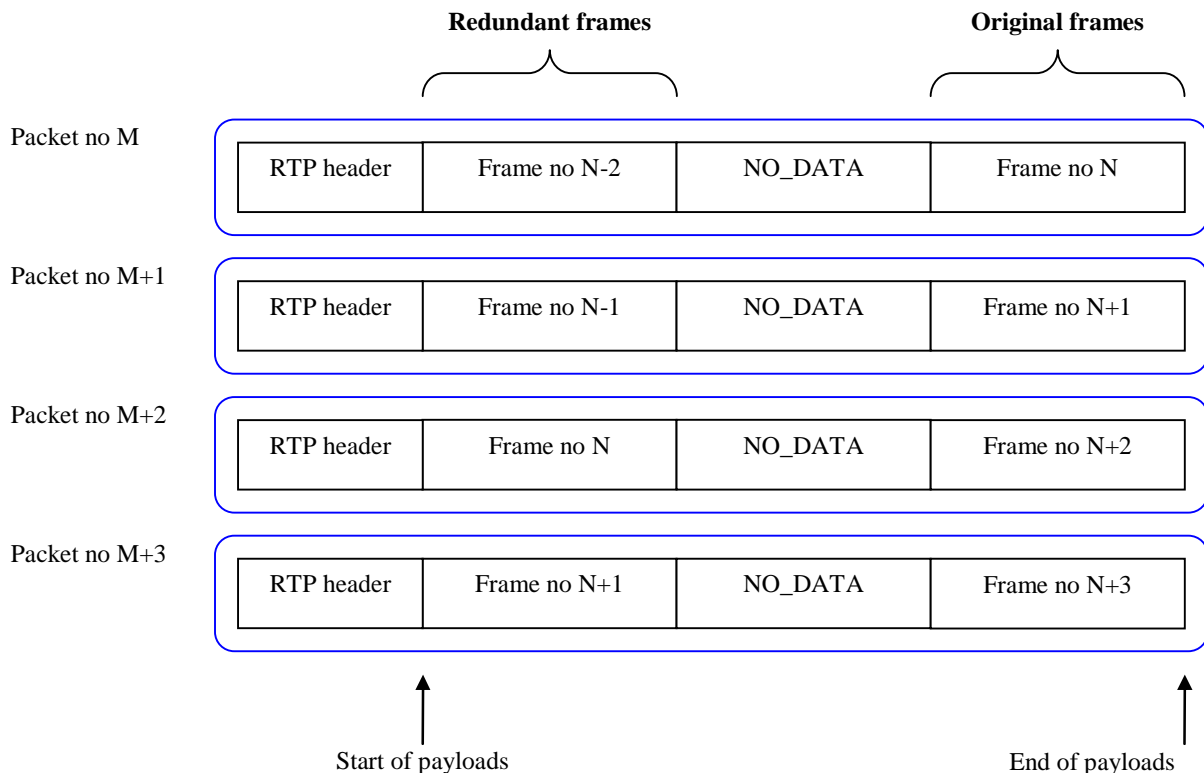 Redundant frames Original frames
Packet no M
RTP header Frame no N-2 NO_DATA Frame no N
Packet no M+1
RTP header Frame no N-1 NO_DATA Frame no N+1
Packet no M+2
RTP header Frame no N NO_DATA Frame no N+2
Packet no M+3
RTP header Frame no N+1 NO_DATA Frame no N+3
Start of payloads End of payloads